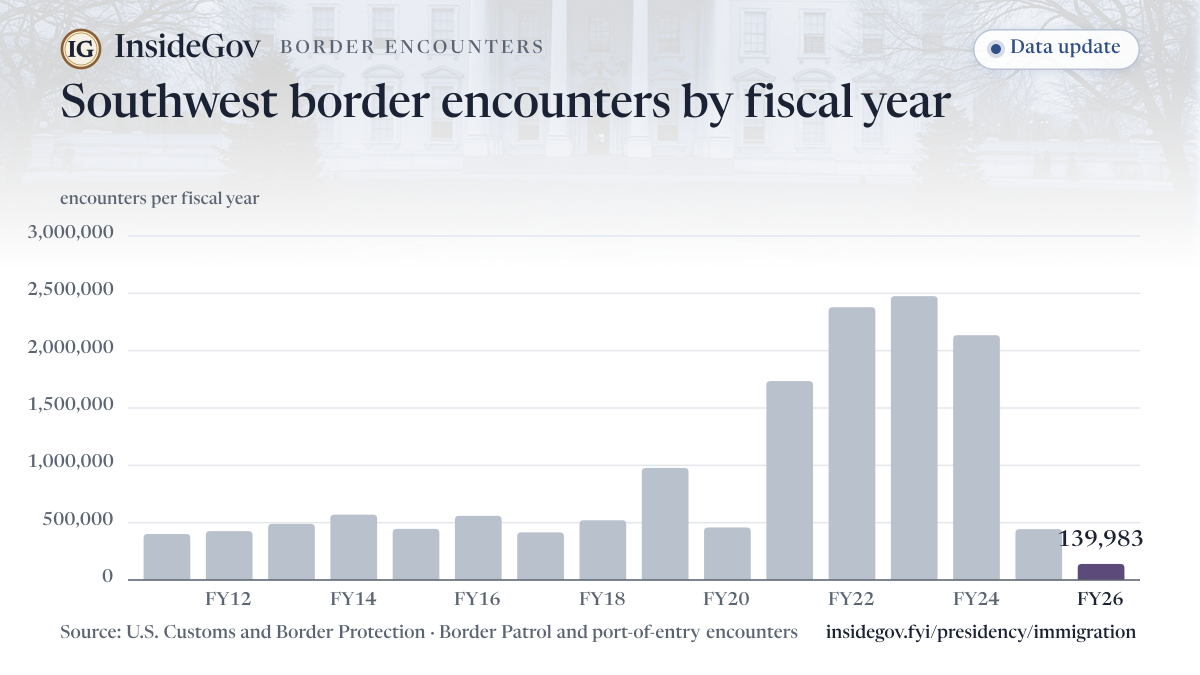 IG InsideGov BORDER ENCOUNTERS
Data update
Southwest border encounters by fiscal year
encounters per fiscal year
3,000,000
2,500,000
2,000,000
1,500,000
1,000,000
500,000
0
139,983
FY12 FY14 FY16 FY18 FY20 FY22 FY24 FY26
Source: U.S. Customs and Border Protection · Border Patrol and port-of-entry encounters
insidegov.fyi/presidency/immigration